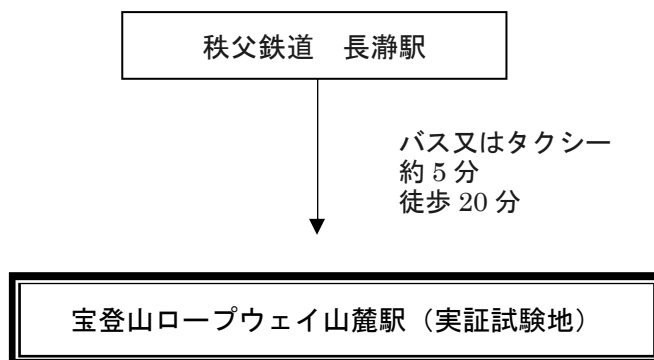 秩父鉄道　長瀞駅
バス又はタクシー
約 5 分
徒歩 20 分
宝登山ロープウェイ山麓駅（実証試験地）